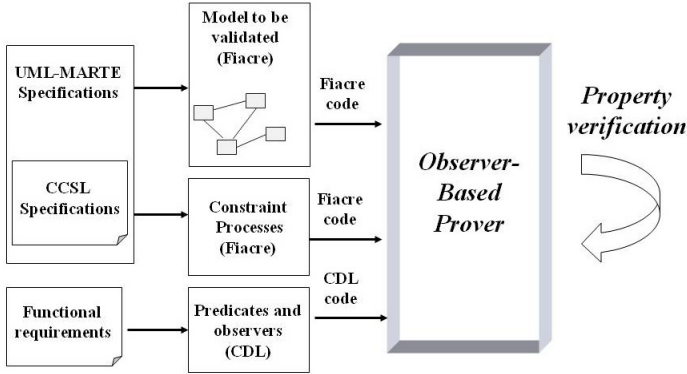 UML-MARTE
Specifications
CCSL
Specifications
Functional
requirements
Model to be
validated
(Fiacre)
Constraint
Processes
(Fiacre)
Predicates and
observers
(CDL)
Fiacre
code
Fiacre
code
CDL
code
Observer-
Based
Prover
Property
verification